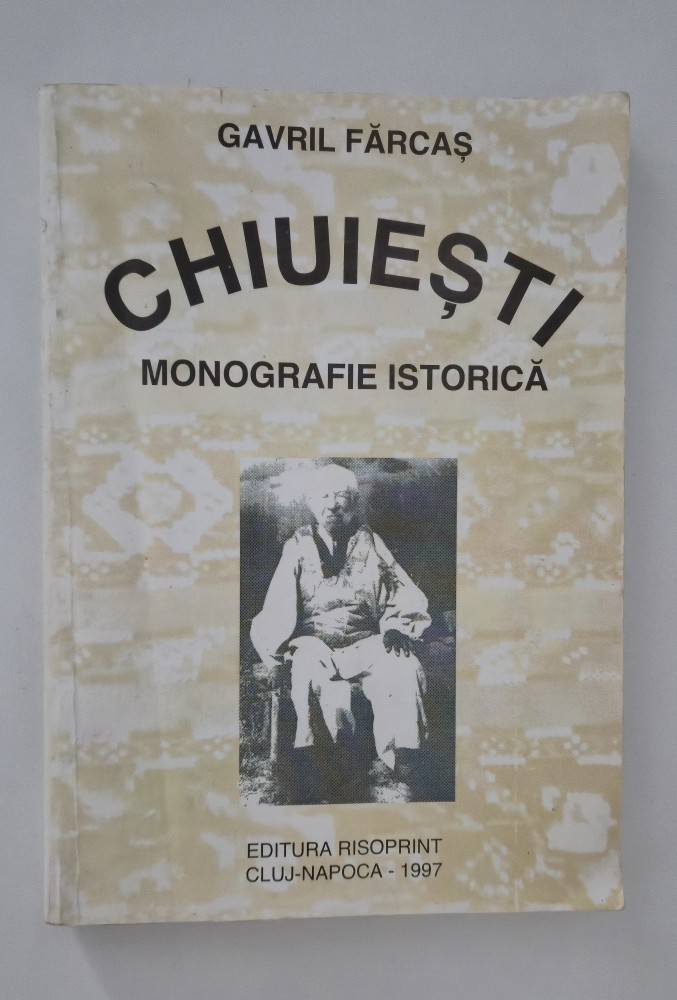 GAVRIL FĂRCAȘ
CHIUIEȘTI
MONOGRAFIE ISTORICĂ
EDITURA RISOPRINT
CLUJ-NAPOCA - 1997